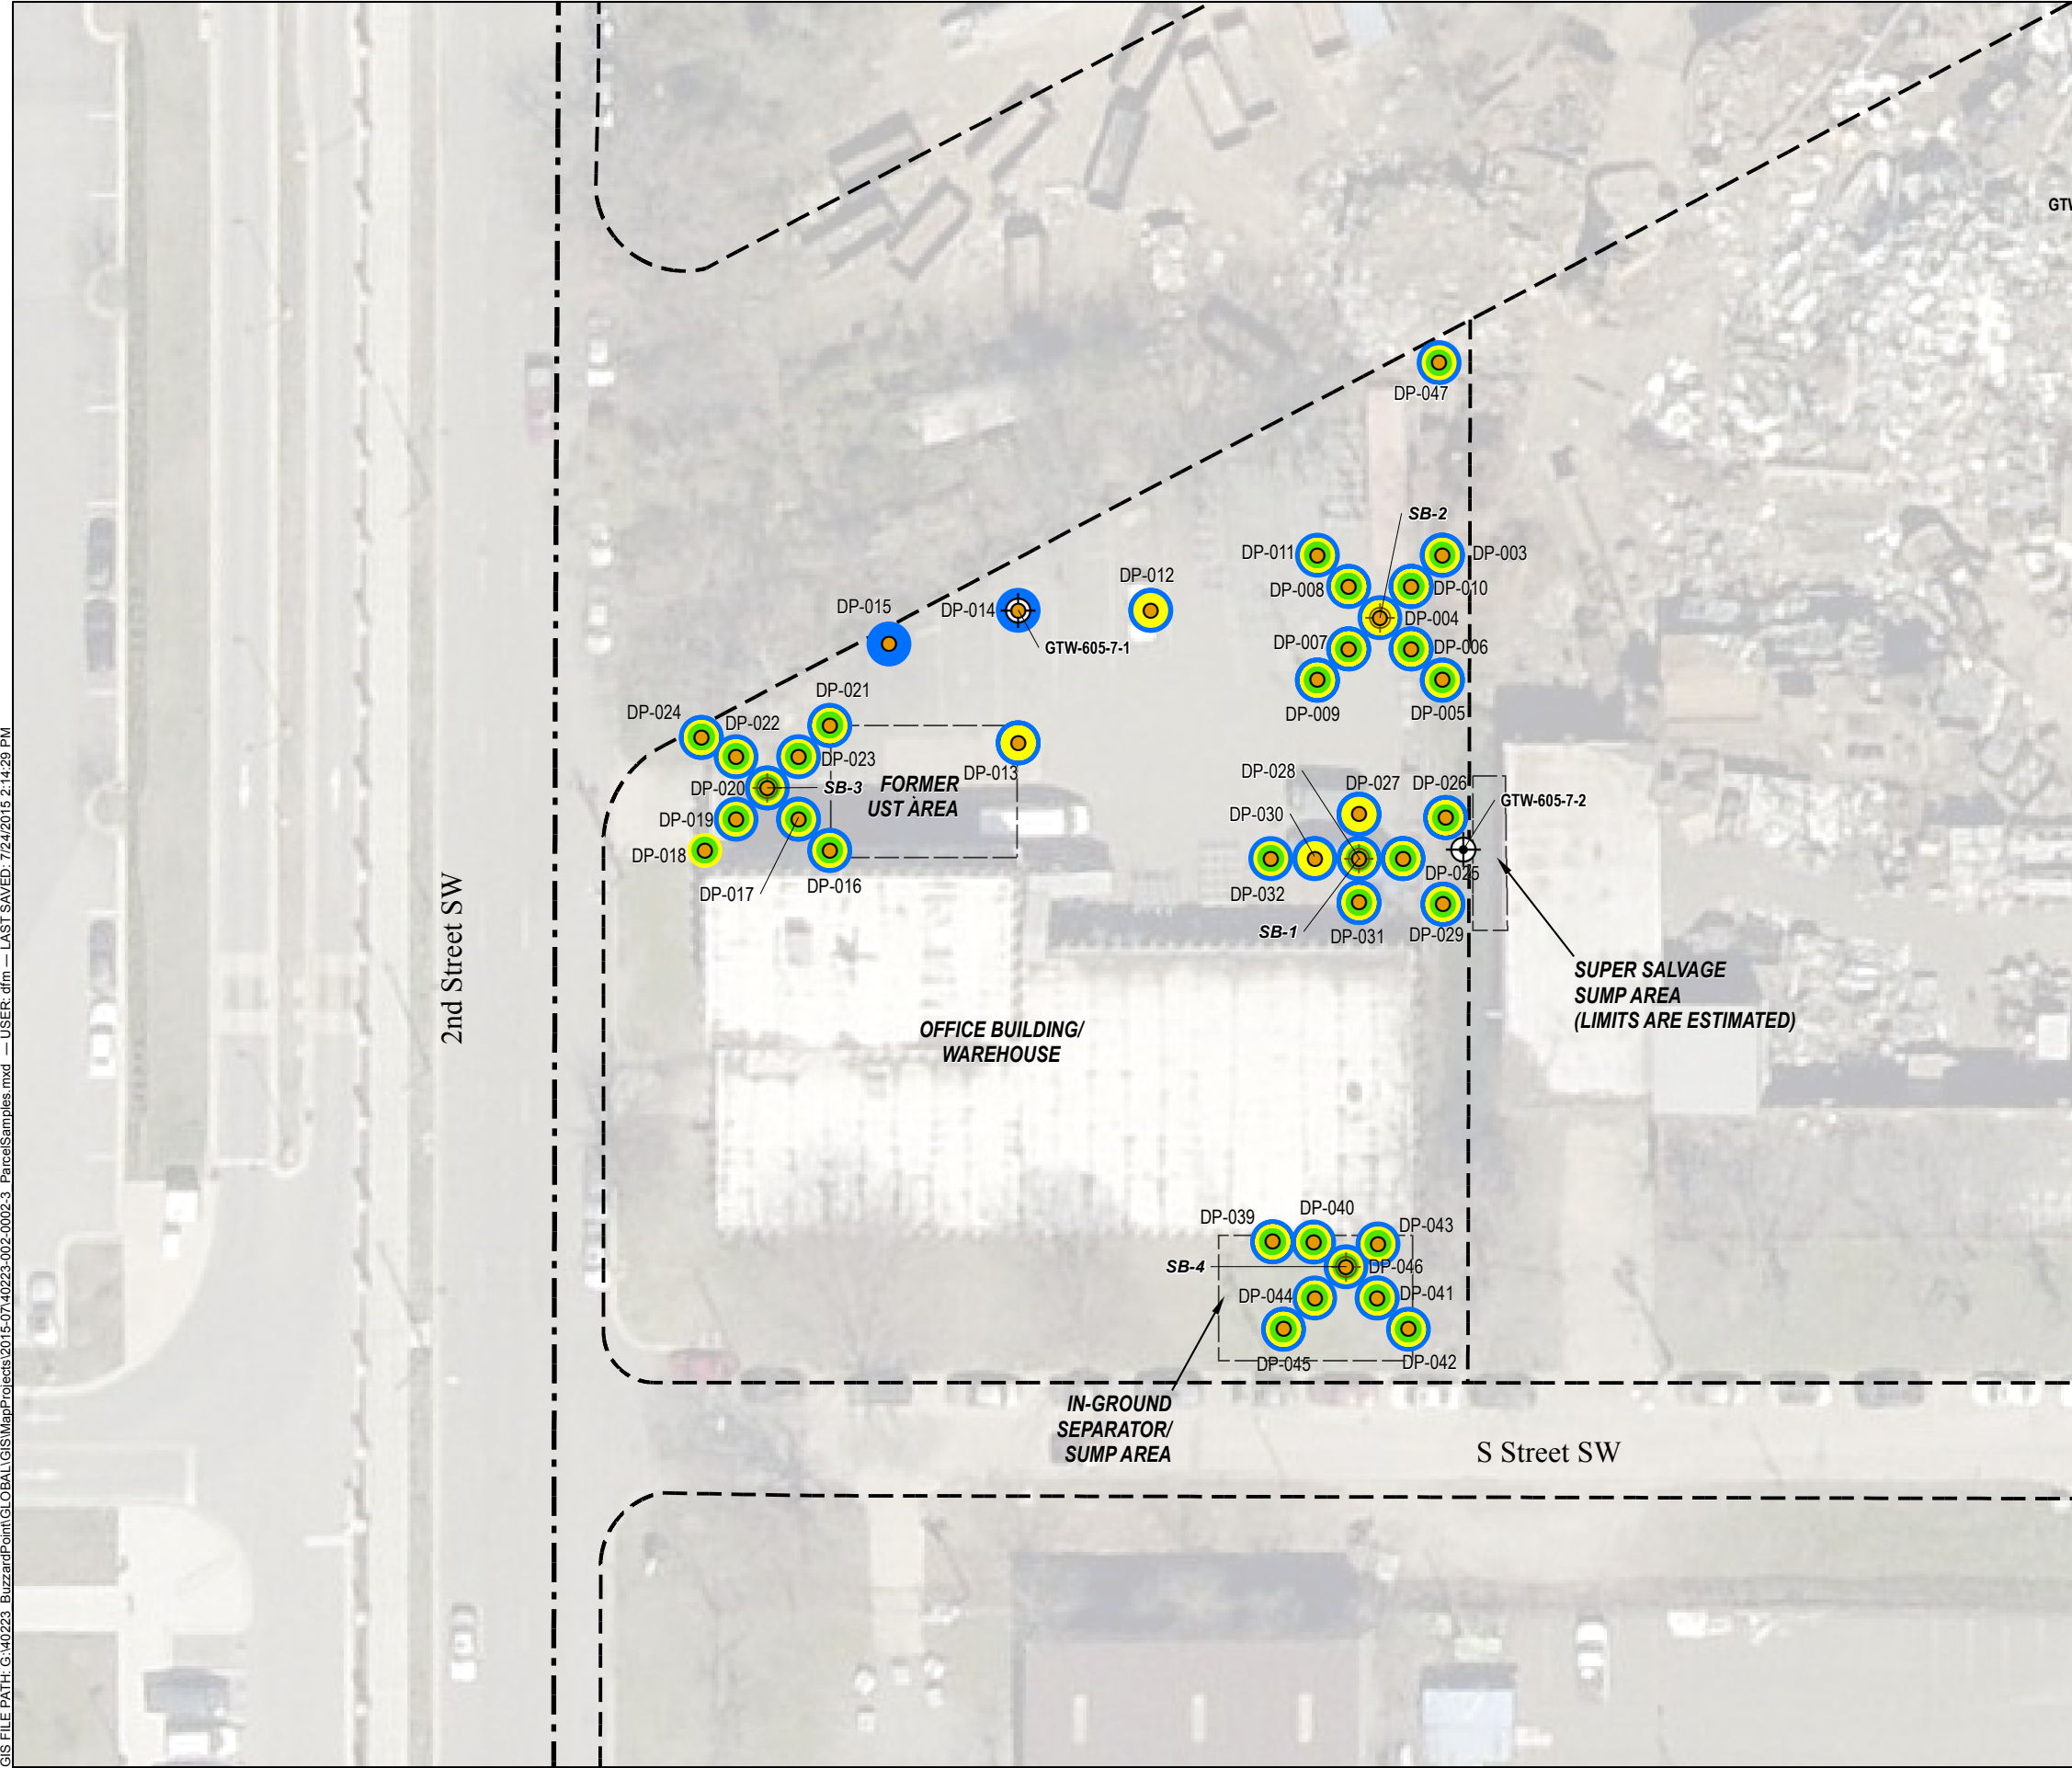 GTW
DP-047
SB-2
DP-011
DP-003
DP-008
DP-010
DP-012
DP-015
DP-014
DP-004
GTW-605-7-1
DP-007
DP-006
DP-009
DP-005
DP-021
DP-024
DP-022
DP-023
DP-013
DP-020
SB-3
FORMER
UST AREA
DP-019
DP-018
DP-017
DP-016
DP-028
DP-027
DP-026
GTW-605-7-2
DP-030
DP-025
DP-032
SB-1
DP-031
DP-029
SUPER SALVAGE
SUMP AREA
(LIMITS ARE ESTIMATED)
2nd Street SW
OFFICE BUILDING/
WAREHOUSE
DP-039
DP-040
DP-043
SB-4
DP-046
DP-044
DP-041
DP-045
DP-042
IN-GROUND
SEPARATOR/
SUMP AREA
S Street SW
GIS FILE PATH: G:\40223_BuzzardPoint\GLOBAL\GIS\MapProjects\2015-07\40223-002-0002-3_ParcelSamples.mxd — USER: dfm — LAST SAVED: 7/24/2015 2:14:29 PM